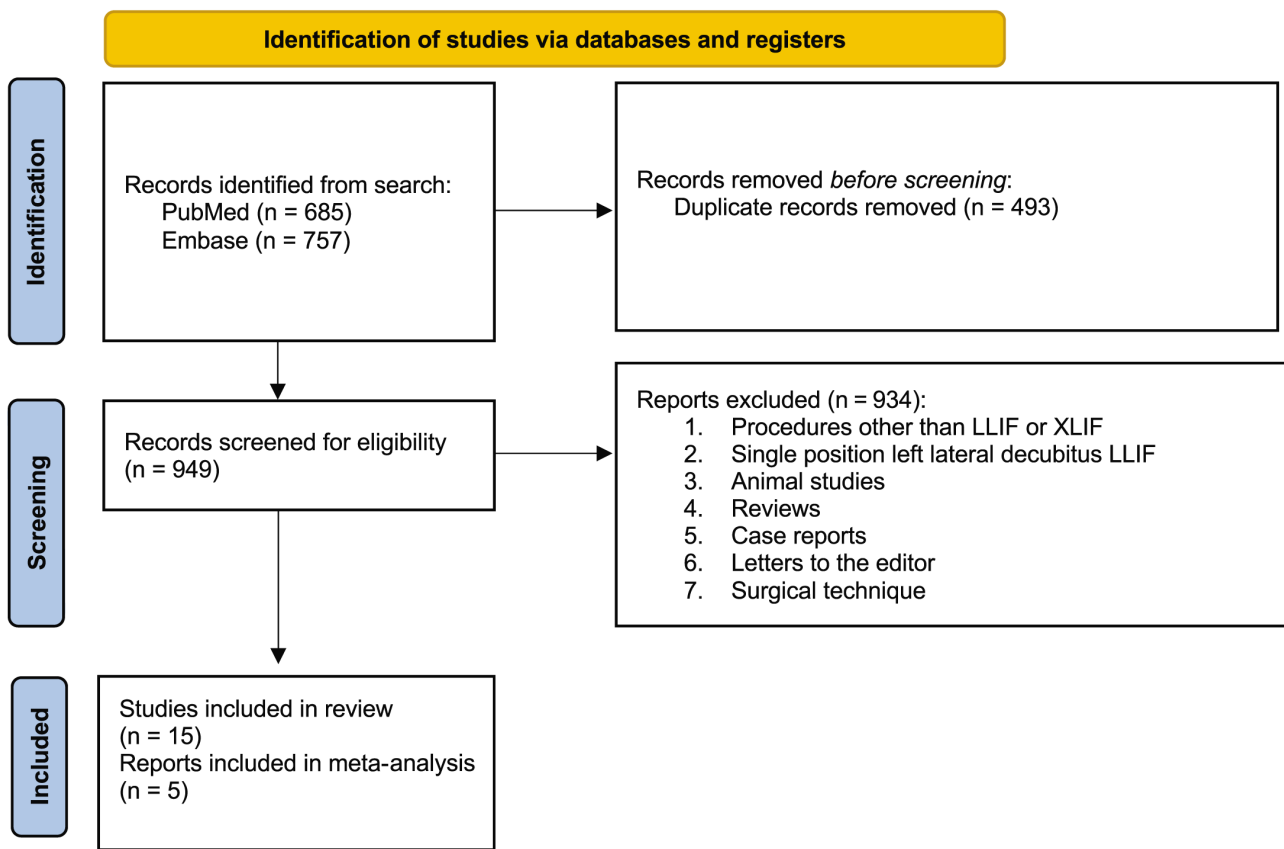 Identification of studies via databases and registers
Identification
Records identified from search:
PubMed (n = 685)
Embase (n = 757)
Records removed before screening:
Duplicate records removed (n = 493)
Screening
Records screened for eligibility
(n = 949)
Reports excluded (n = 934):
1. Procedures other than LLIF or XLIF
2. Single position left lateral decubitus LLIF
3. Animal studies
4. Reviews
5. Case reports
6. Letters to the editor
7. Surgical technique
Included
Studies included in review
(n = 15)
Reports included in meta-analysis
(n = 5)